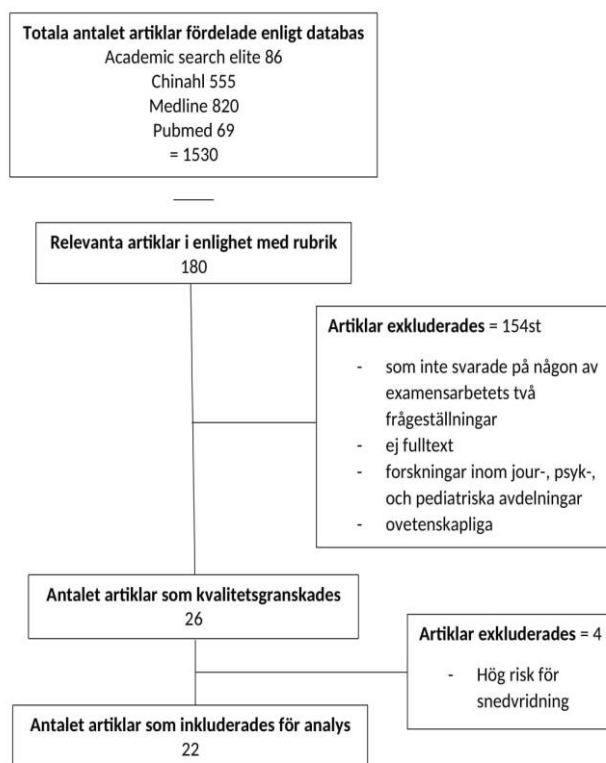 Totala antalet artiklar fördelade enligt databas
Academic search elite 86
Chinahl 555
Medline 820
Pubmed 69
= 1530
Relevanta artiklar i enlighet med rubrik
180
Artiklar exkluderades = 154st
- som inte svarade på någon av
examensarbetets två
frågeställningar
- ej fulltext
- forskningar inom jour-, psyk-,
och pediatriska avdelningar
- ovetenskapliga
Antalet artiklar som kvalitetsgranskades
26
Artiklar exkluderades = 4
- Hög risk för
snedvridning
Antalet artiklar som inkluderades för analys
22